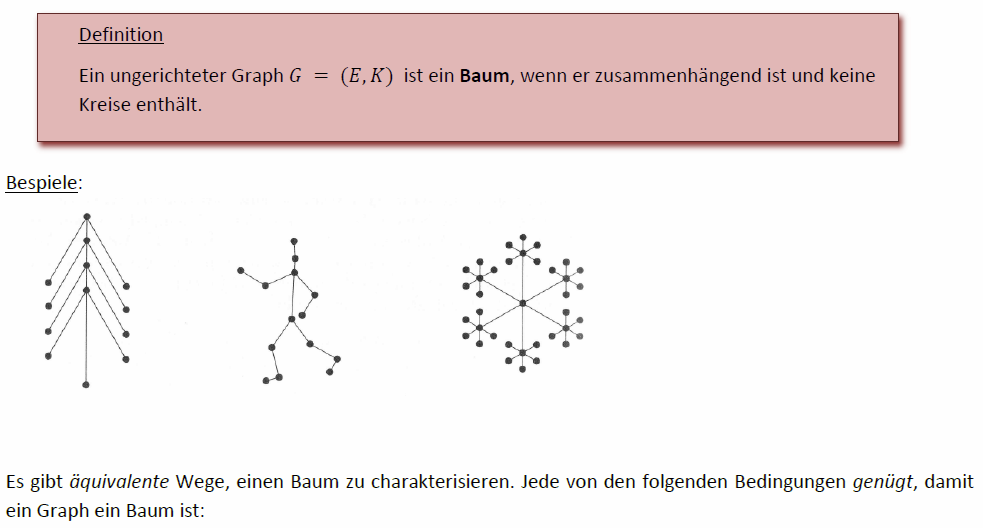 Definition
Ein ungerichteter Graph G = (E, K) ist ein Baum, wenn er zusammenhängend ist und keine
Kreise enthält.
Bespiele:
Es gibt äquivalente Wege, einen Baum zu charakterisieren. Jede von den folgenden Bedingungen genügt, damit
ein Graph ein Baum ist: